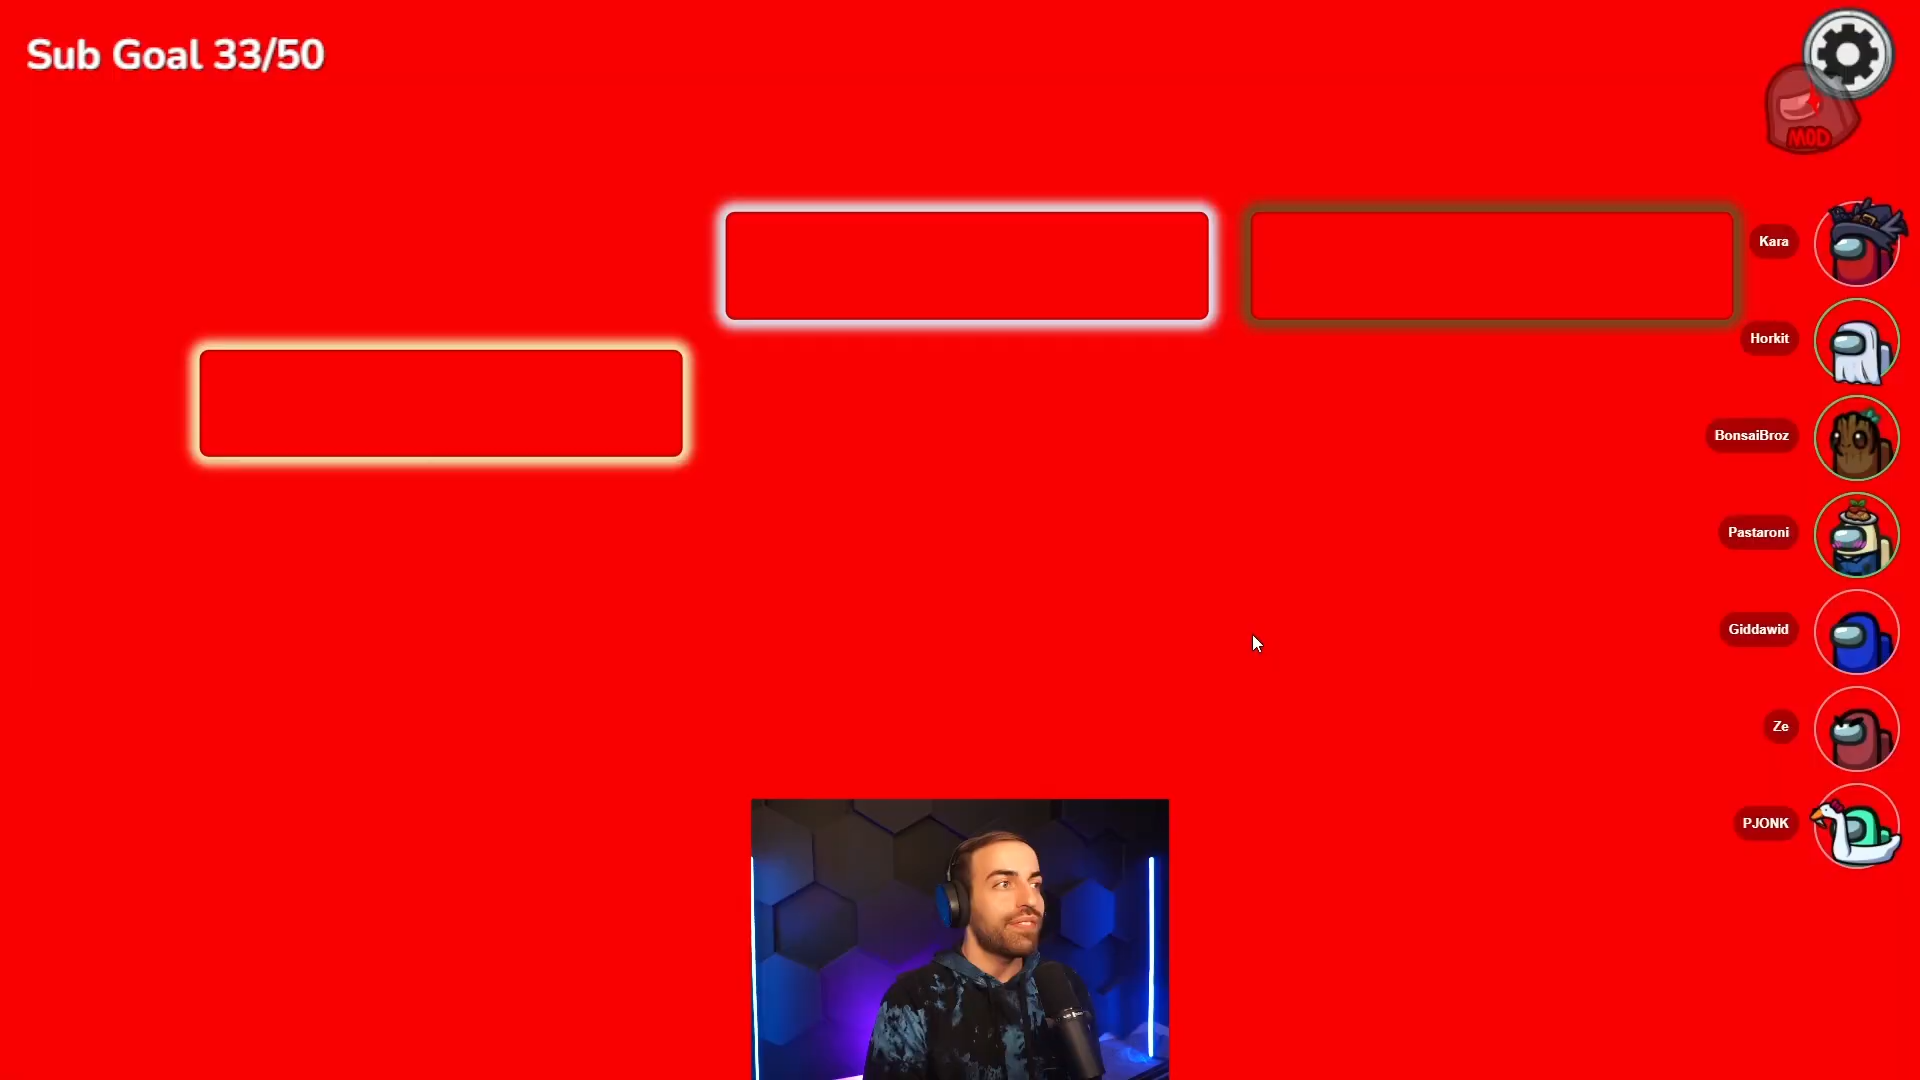 Sub Goal 33/50
MOD
Kara
Horkit
BonsaiBroz
Pastaroni
Giddawid
Ze
PJONK